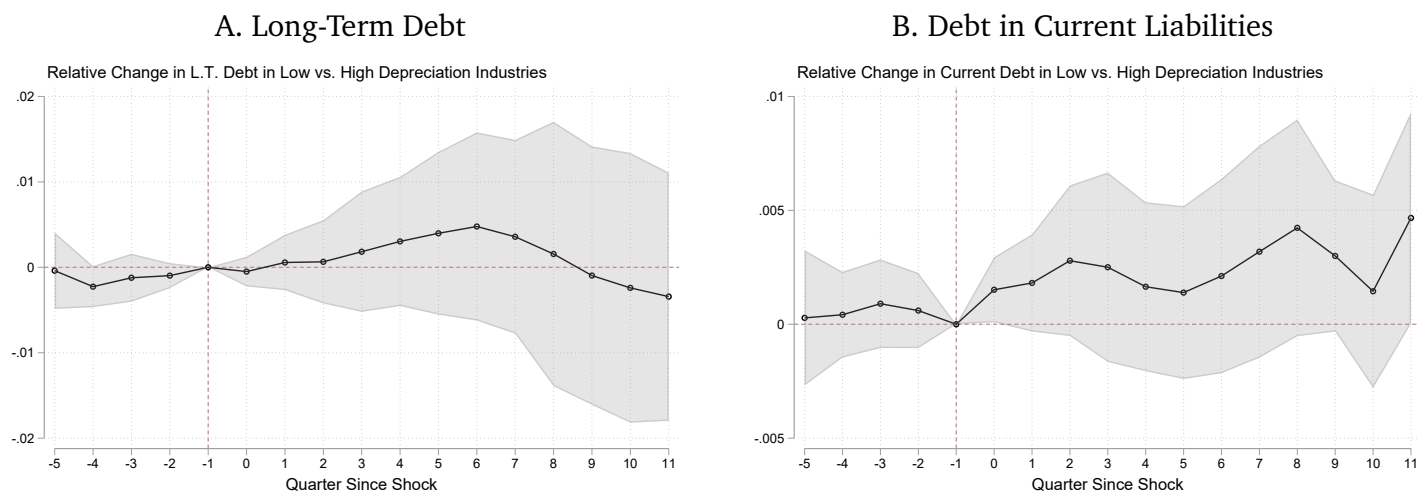 A. Long-Term Debt
Relative Change in L.T. Debt in Low vs. High Depreciation Industries
.02
.01
0
-.01
-.02
-5 -4 -3 -2 -1 0 1 2 3 4 5 6 7 8 9 10 11
Quarter Since Shock
B. Debt in Current Liabilities
Relative Change in Current Debt in Low vs. High Depreciation Industries
.01
.005
0
-.005
-5 -4 -3 -2 -1 0 1 2 3 4 5 6 7 8 9 10 11
Quarter Since Shock